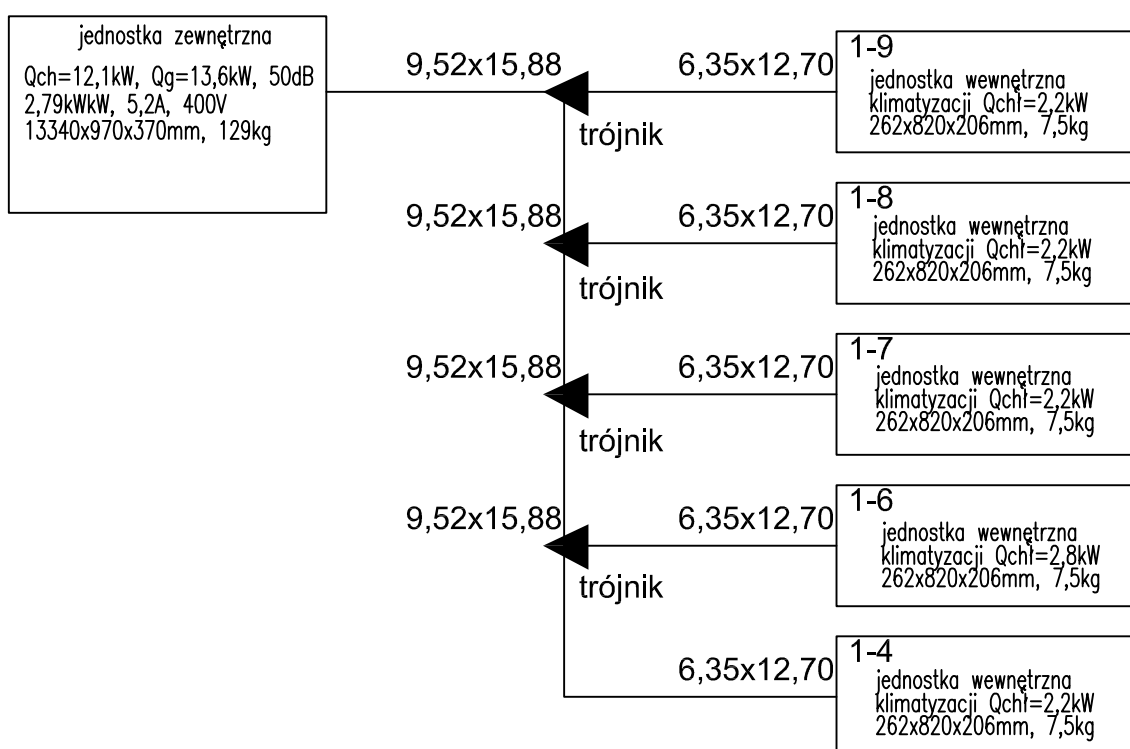 jednostka zewnętrzna
Qch=12,1kW, Qg=13,6kW, 50dB
2,79kWkW, 5,2A, 400V
13340x970x370mm, 129kg
9,52x15,88
trójnik
6,35x12,70
1-9
jednostka wewnętrzna
klimatyzacji Qchł=2,2kW
262x820x206mm, 7,5kg
9,52x15,88
trójnik
6,35x12,70
1-8
jednostka wewnętrzna
klimatyzacji Qchł=2,2kW
262x820x206mm, 7,5kg
9,52x15,88
trójnik
6,35x12,70
1-7
jednostka wewnętrzna
klimatyzacji Qchł=2,2kW
262x820x206mm, 7,5kg
9,52x15,88
trójnik
6,35x12,70
1-6
jednostka wewnętrzna
klimatyzacji Qchł=2,8kW
262x820x206mm, 7,5kg
6,35x12,70
1-4
jednostka wewnętrzna
klimatyzacji Qchł=2,2kW
262x820x206mm, 7,5kg